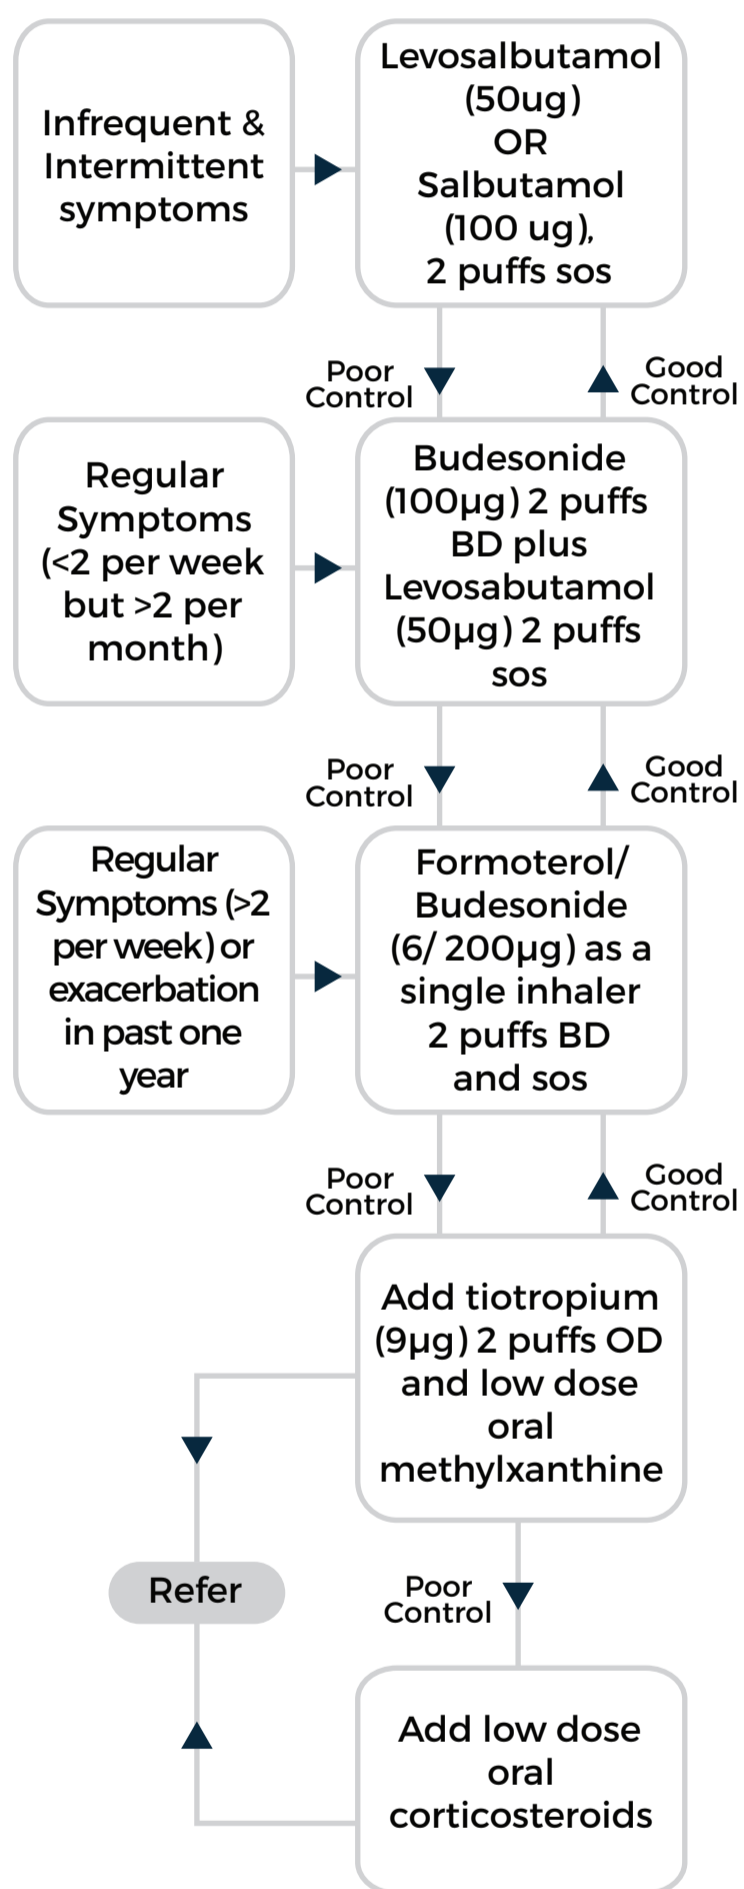 Infrequent &
Intermittent
symptoms
Levosalbutamol
(50ug)
OR
Salbutamol
(100 ug),
2 puffs sos
Poor
Control
Good
Control
Regular
Symptoms
(<2 per week
but >2 per
month)
Budesonide
(100µg) 2 puffs
BD plus
Levosabutamol
(50µg) 2 puffs
sos
Poor
Control
Good
Control
Regular
Symptoms (>2
per week) or
exacerbation
in past one
year
Formoterol/
Budesonide
(6/ 200µg) as a
single inhaler
2 puffs BD
and sos
Poor
Control
Good
Control
Add tiotropium
(9µg) 2 puffs OD
and low dose
oral
methylxanthine
Refer
Poor
Control
Add low dose
oral
corticosteroids